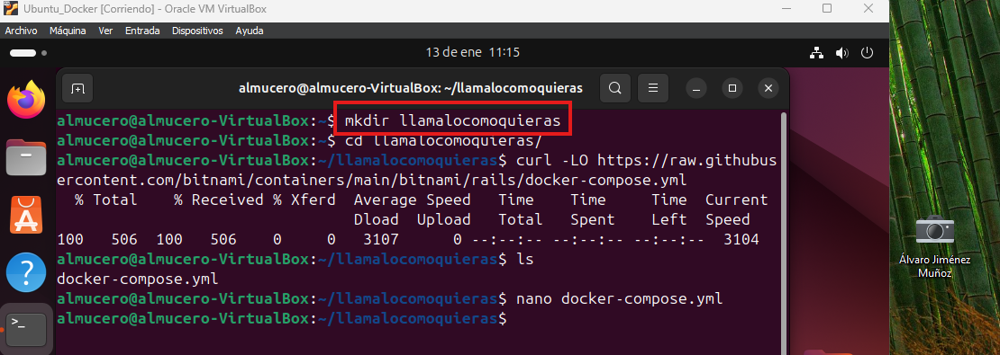 Ubuntu_Docker [Corriendo] - Oracle VM VirtualBox
Archivo Máquina Ver Entrada Dispositivos Ayuda
13 de ene 11:15
almucero@almucero-VirtualBox: ~/llamalocomoquieras
almucero@almucero-VirtualBox:~$ mkdir llamalocomoquieras
almucero@almucero-VirtualBox:~$ cd llamalocomoquieras/
almucero@almucero-VirtualBox:~/llamalocomoquieras$ curl -LO https://raw.githubus
ercontent.com/bitnami/containers/main/bitnami/rails/docker-compose.yml
% Total % Received % Xferd Average Speed Time Time Time Current
Dload Upload Total Spent Left Speed
100 506 100 506 0 0 3107 0 --:--:-- --:--:-- --:--:-- 3104
almucero@almucero-VirtualBox:~/llamalocomoquieras$ ls
docker-compose.yml
almucero@almucero-VirtualBox:~/llamalocomoquieras$ nano docker-compose.yml
almucero@almucero-VirtualBox:~/llamalocomoquieras$
Álvaro Jiménez
Muñoz